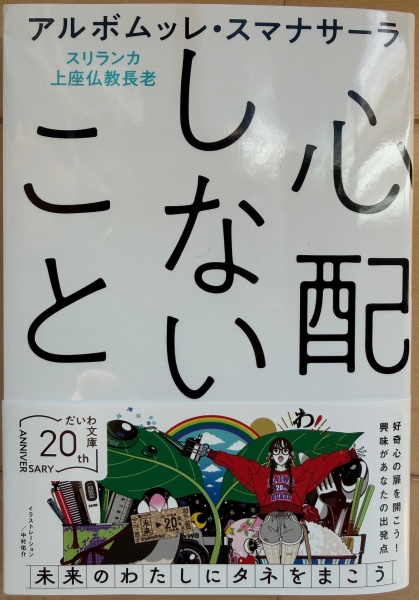 アルボムッレ・スマナサーラ
スリランカ
上座仏教長老
心配
しない
こと
だいわ文庫
20th
ANNIVERSARY
わ!
好奇心の扉を開こう!
興味があなたの出発点
イラストレーション
/中村佑介
未来のわたしにタネをまこう